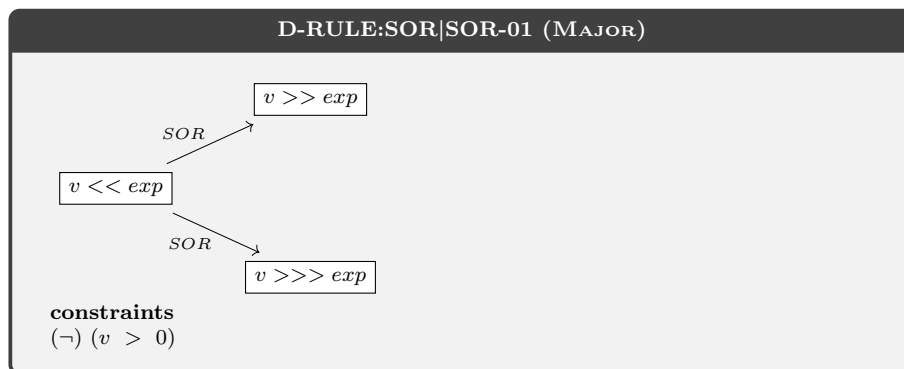 D-RULE:SOR|SOR-01 (MAJOR)
v >> exp
SOR
v << exp
SOR
v >>> exp
constraints
(¬) (v > 0)